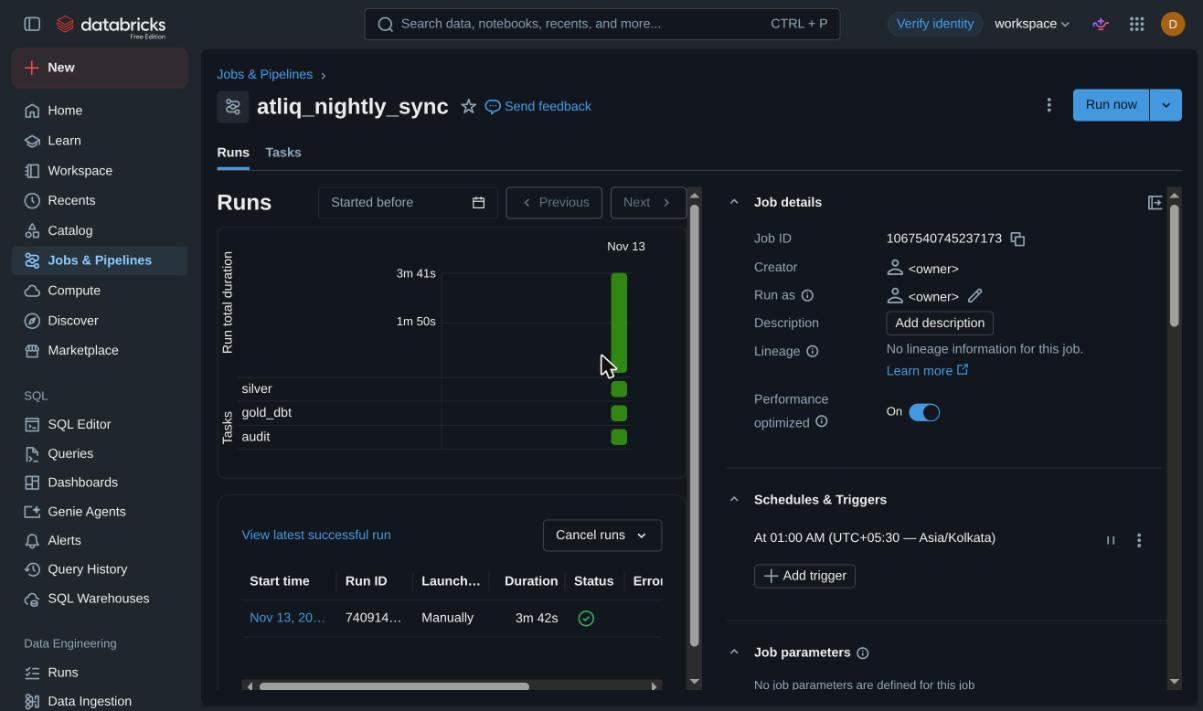 databricks
Free Edition
Search data, notebooks, recents, and more...
CTRL + P
Verify identity
workspace
D
New
Home
Learn
Workspace
Recents
Catalog
Jobs & Pipelines
Compute
Discover
Marketplace
SQL
SQL Editor
Queries
Dashboards
Genie Agents
Alerts
Query History
SQL Warehouses
Data Engineering
Runs
Data Ingestion
Jobs & Pipelines ›
atliq_nightly_sync
Send feedback
Run now
Runs Tasks
Runs
Started before
Previous
Next
Nov 13
Run total duration
3m 41s
1m 50s
Tasks
silver
gold_dbt
audit
View latest successful run
Cancel runs
Start time Run ID Launch... Duration Status Error
Nov 13, 20... 740914... Manually 3m 42s
Job details
Job ID 1067540745237173
Creator <owner>
Run as <owner>
Description Add description
Lineage No lineage information for this job.
Learn more
Performance
optimized On
Schedules & Triggers
At 01:00 AM (UTC+05:30 — Asia/Kolkata)
Add trigger
Job parameters
No job parameters are defined for this job